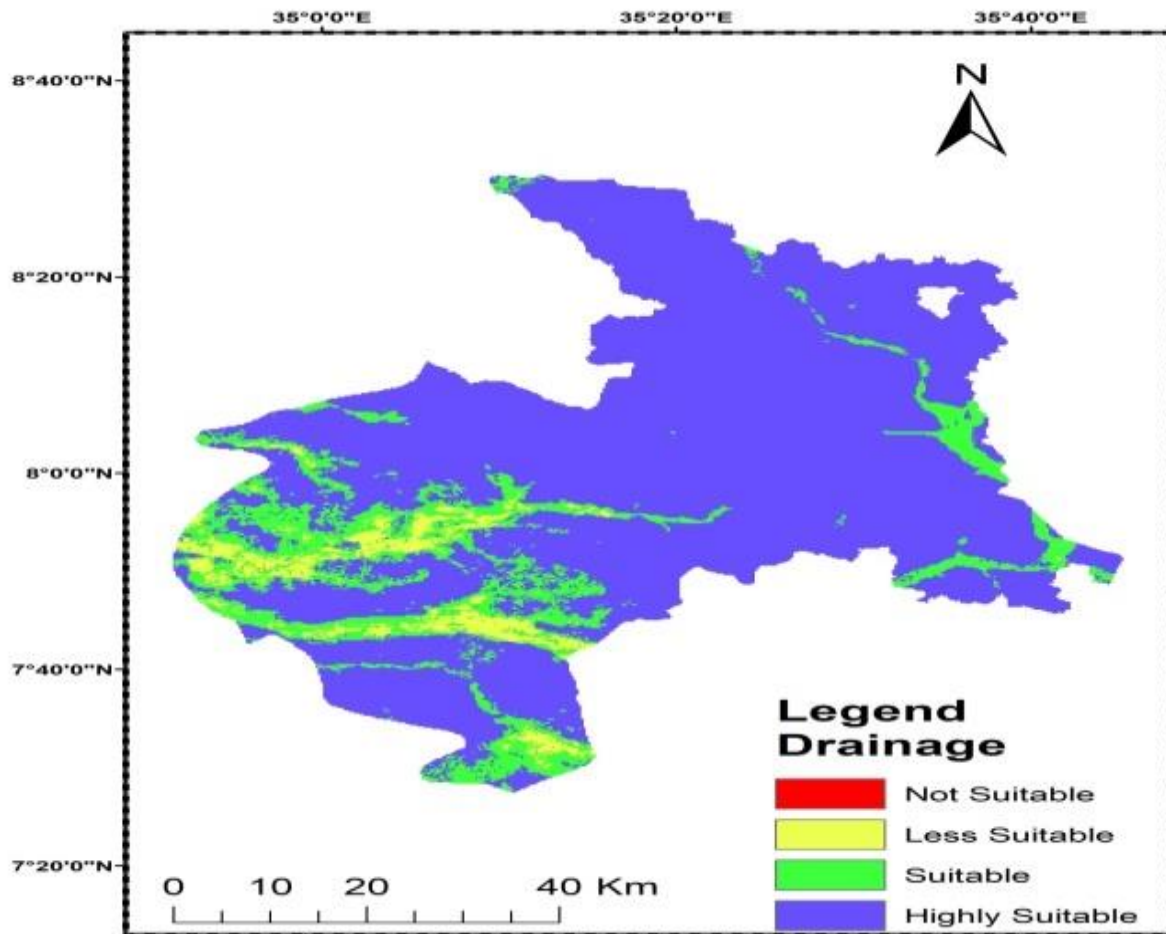 35°0'0"E 35°20'0"E 35°40'0"E
8°40'0"N
N
8°20'0"N
8°0'0"N
7°40'0"N
7°20'0"N
Legend
Drainage
Not Suitable
Less Suitable
Suitable
Highly Suitable
0 10 20 40 Km